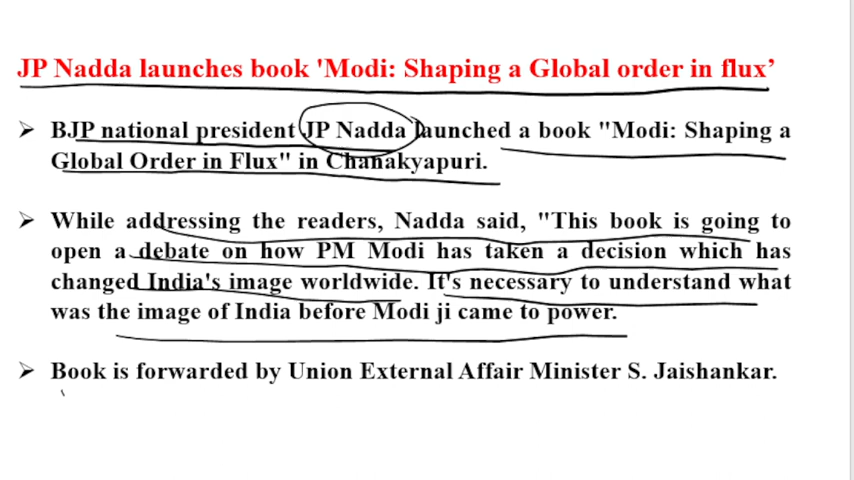 JP Nadda launches book 'Modi: Shaping a Global order in flux’
➢ BJP national president JP Nadda launched a book "Modi: Shaping a
Global Order in Flux" in Chanakyapuri.
➢ While addressing the readers, Nadda said, "This book is going to
open a debate on how PM Modi has taken a decision which has
changed India's image worldwide. It's necessary to understand what
was the image of India before Modi ji came to power.
➢ Book is forwarded by Union External Affair Minister S. Jaishankar.